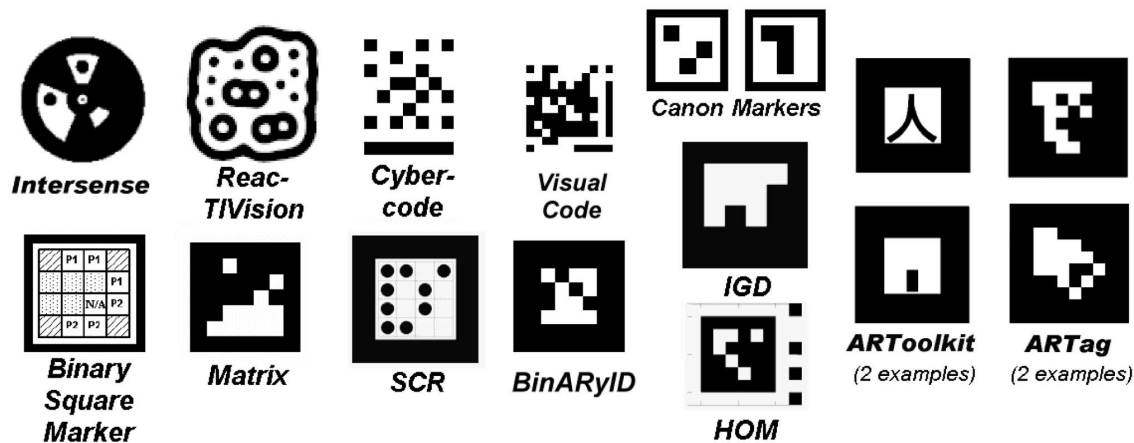 Intersense
Reac-
TIVision
Cyber-
code
Visual
Code
Canon Markers
人
P1 P1
P1
N/A P2
P2 P2
Binary
Square
Marker
Matrix
SCR
BinARyID
IGD
HOM
ARToolkit
(2 examples)
ARTag
(2 examples)